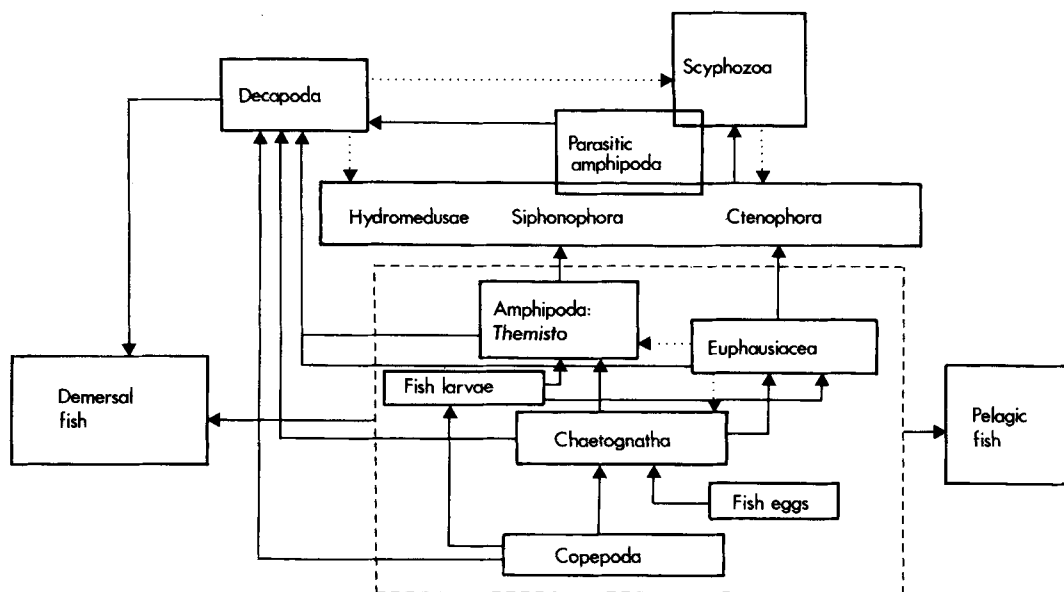 Scyphozoa
Decapoda
Parasitic
amphipoda
Hydromedusae Siphonophora Ctenophora
Amphipoda:
Themisto
Euphausiacea
Fish larvae
Demersal
fish
Chaetognatha
Pelagic
fish
Fish eggs
Copepoda